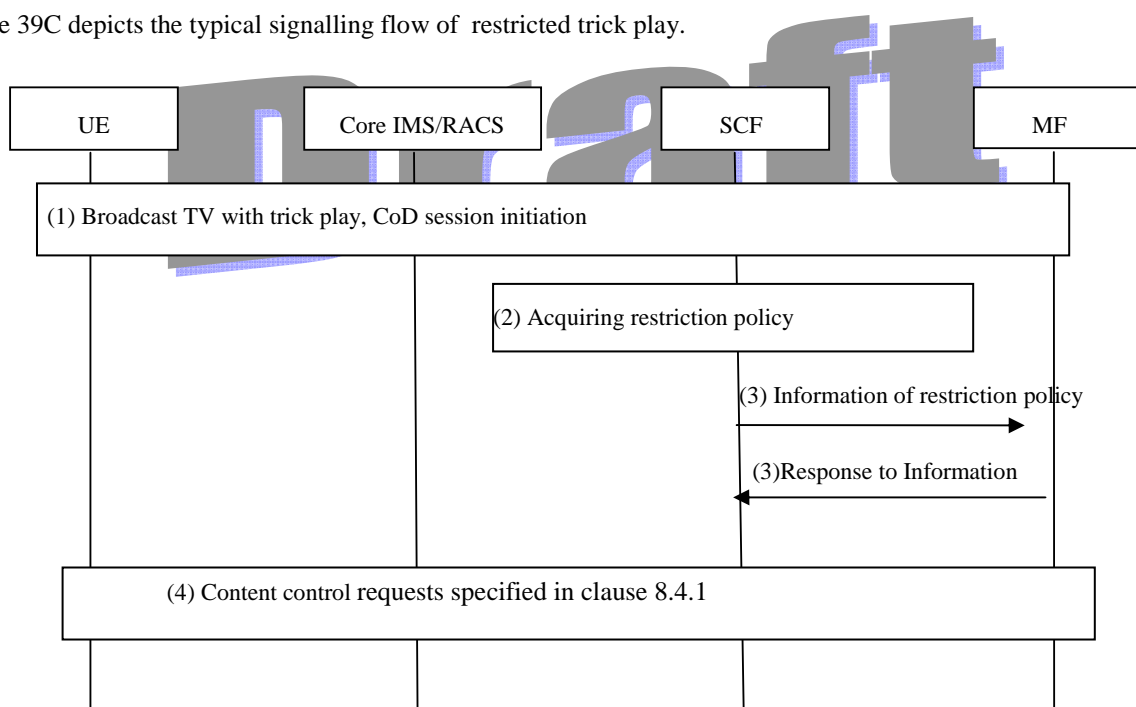 e 39C depicts the typical signalling flow of  restricted trick play.
Draft
UE
Core IMS/RACS
SCF
MF
(1) Broadcast TV with trick play, CoD session initiation
(2) Acquiring restriction policy
(3) Information of restriction policy
(3)Response to Information
(4) Content control requests specified in clause 8.4.1